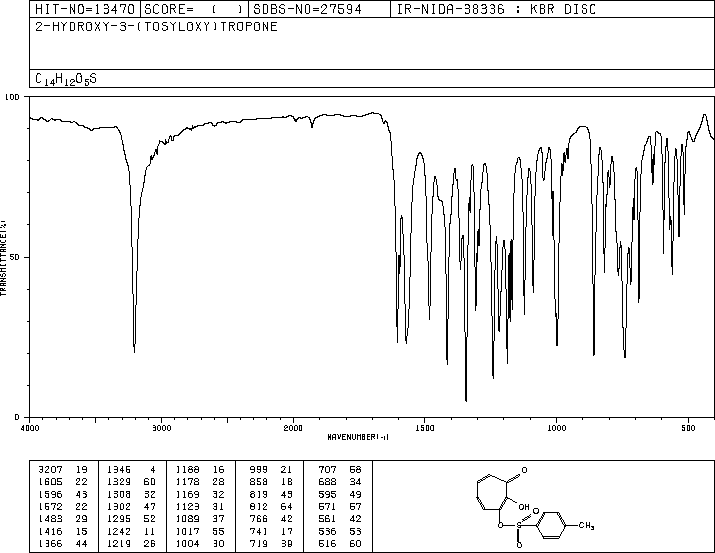 HIT-NO=13470 SCORE= ( ) SDBS-NO=27594 IR-NIDA-38336 : KBR DISC
2-HYDROXY-3-(TOSYLOXY)TROPONE
C14H12O5S
100
50
0
TRANSMITTANCE(%)
4000 3000 2000 1500 1000 500
WAVENUMBER(-1)
3207 19 1346 4 1188 16 999 21 707 58
1605 22 1329 60 1178 28 858 18 688 34
1596 43 1308 32 1169 32 819 43 595 49
1572 22 1302 47 1123 31 812 64 571 57
1483 29 1295 52 1089 37 766 42 561 42
1416 15 1242 11 1017 55 741 17 536 53
1366 44 1219 26 1004 30 719 39 516 60
O
OH
O
O S CH3
O